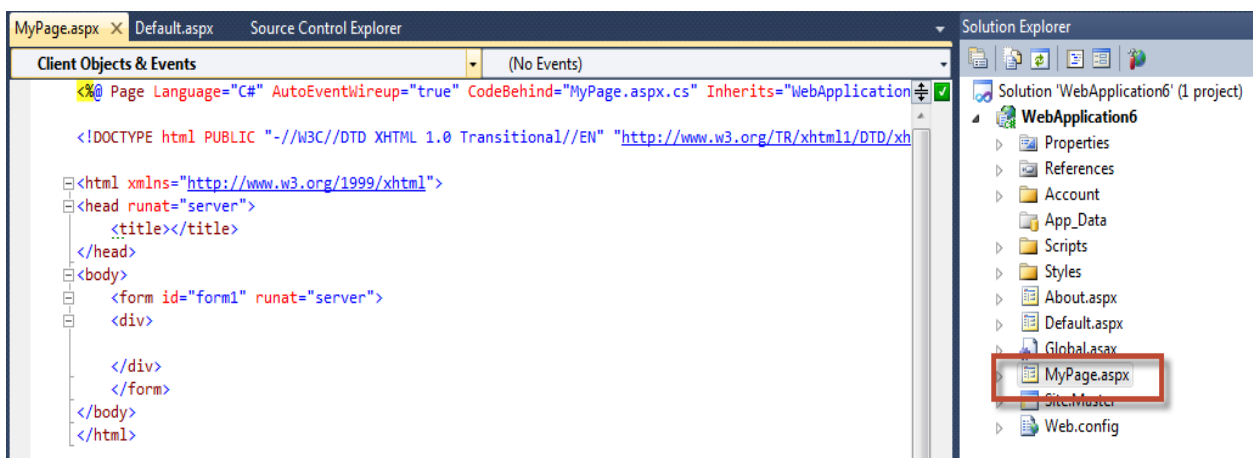 MyPage.aspx Default.aspx Source Control Explorer
Client Objects & Events (No Events)
<%@ Page Language="C#" AutoEventWireup="true" CodeBehind="MyPage.aspx.cs" Inherits="WebApplication
<!DOCTYPE html PUBLIC "-//W3C//DTD XHTML 1.0 Transitional//EN" "http://www.w3.org/TR/xhtml1/DTD/xh
<html xmlns="http://www.w3.org/1999/xhtml">
<head runat="server">
<title></title>
</head>
<body>
<form id="form1" runat="server">
<div>
</div>
</form>
</body>
</html>
Solution Explorer
Solution 'WebApplication6' (1 project)
WebApplication6
Properties
References
Account
App_Data
Scripts
Styles
About.aspx
Default.aspx
Global.asax
MyPage.aspx
Site.Master
Web.config